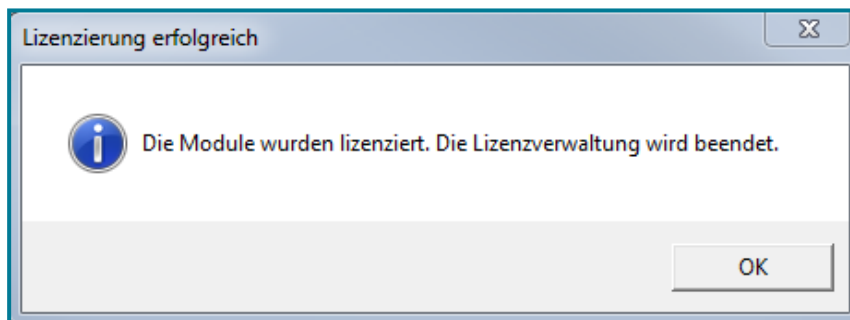 Lizenzierung erfolgreich
Die Module wurden lizenziert. Die Lizenzverwaltung wird beendet.
OK